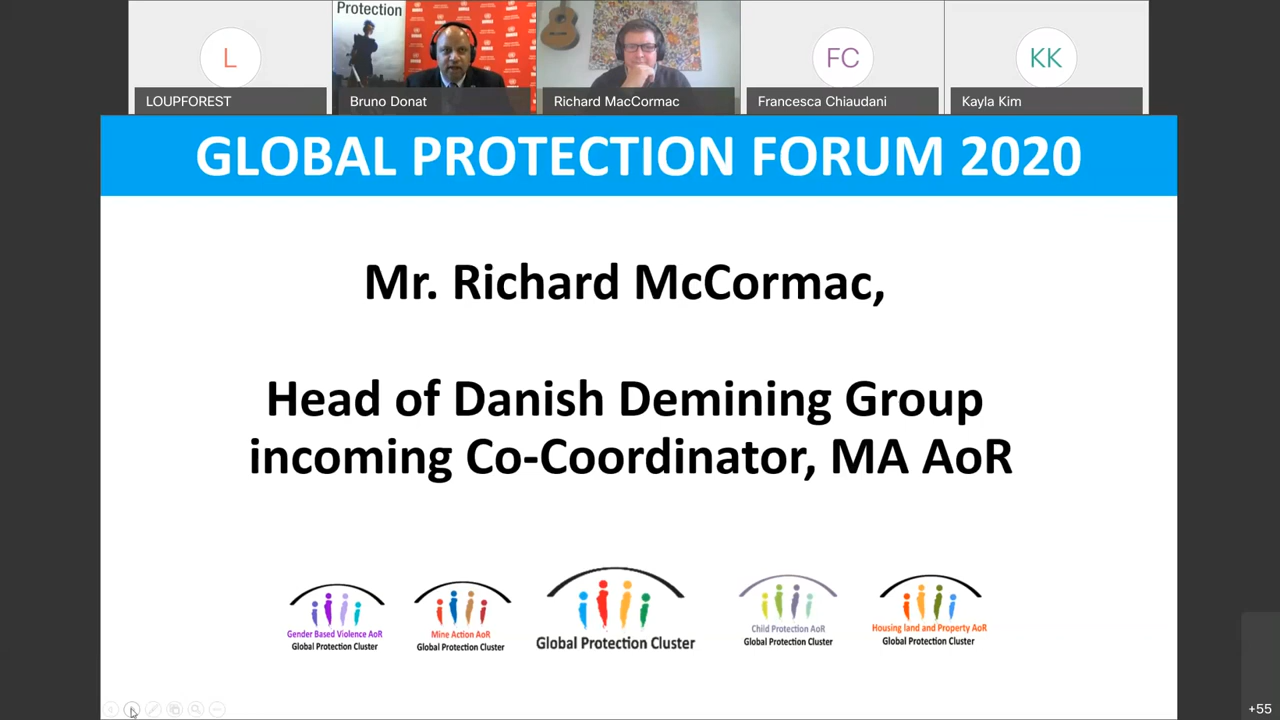 Protection
L
FC
KK
LOUPFOREST
Bruno Donat
Richard MacCormac
Francesca Chiaudani
Kayla Kim
GLOBAL PROTECTION FORUM 2020
Mr. Richard McCormac,
Head of Danish Demining Group
incoming Co-Coordinator, MA AoR
Gender Based Violence AoR
Global Protection Cluster
Mine Action AoR
Global Protection Cluster
Global Protection Cluster
Child Protection AoR
Global Protection Cluster
Housing land and Property AoR
Global Protection Cluster
+55